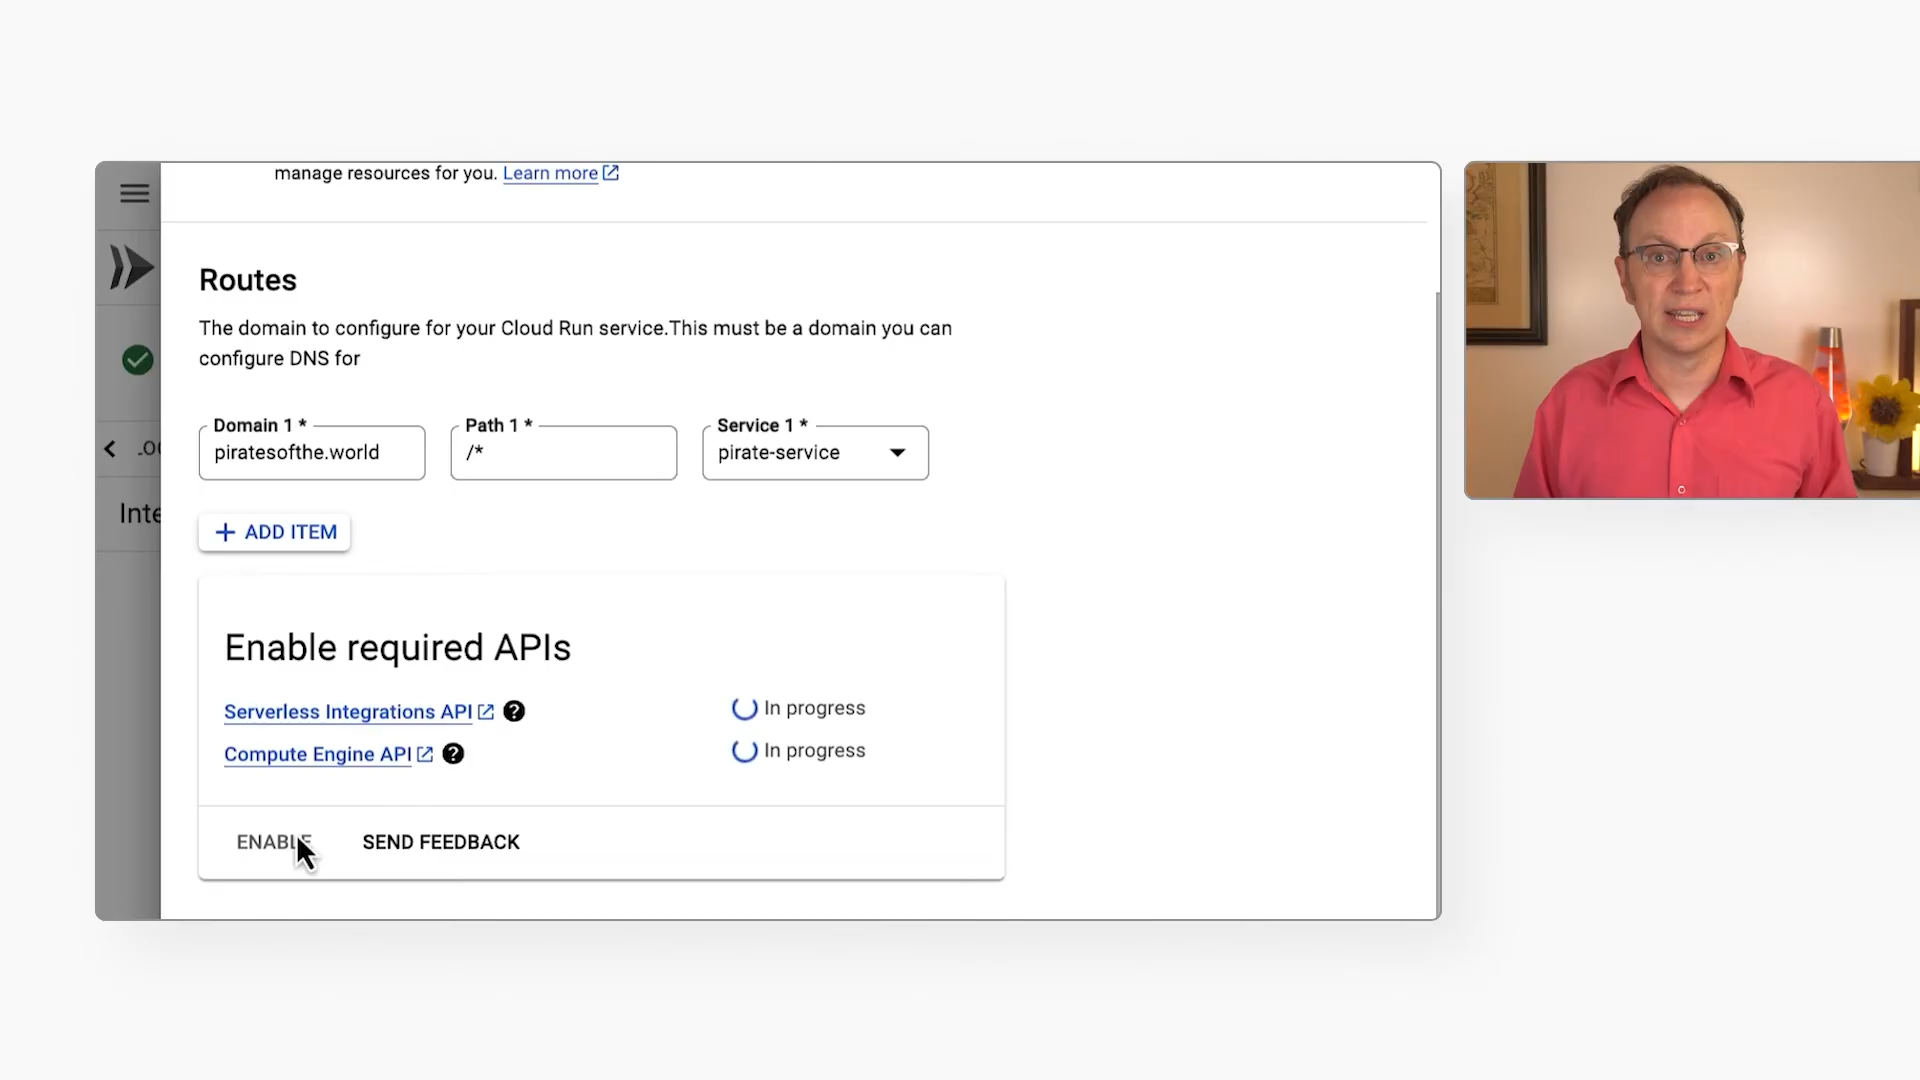 manage resources for you. Learn more
Routes
The domain to configure for your Cloud Run service.This must be a domain you can
configure DNS for
Domain 1 *
piratesofthe.world
Path 1 *
/*
Service 1 *
pirate-service
+ ADD ITEM
Enable required APIs
Serverless Integrations API
In progress
Compute Engine API
In progress
ENABLE
SEND FEEDBACK
Inte